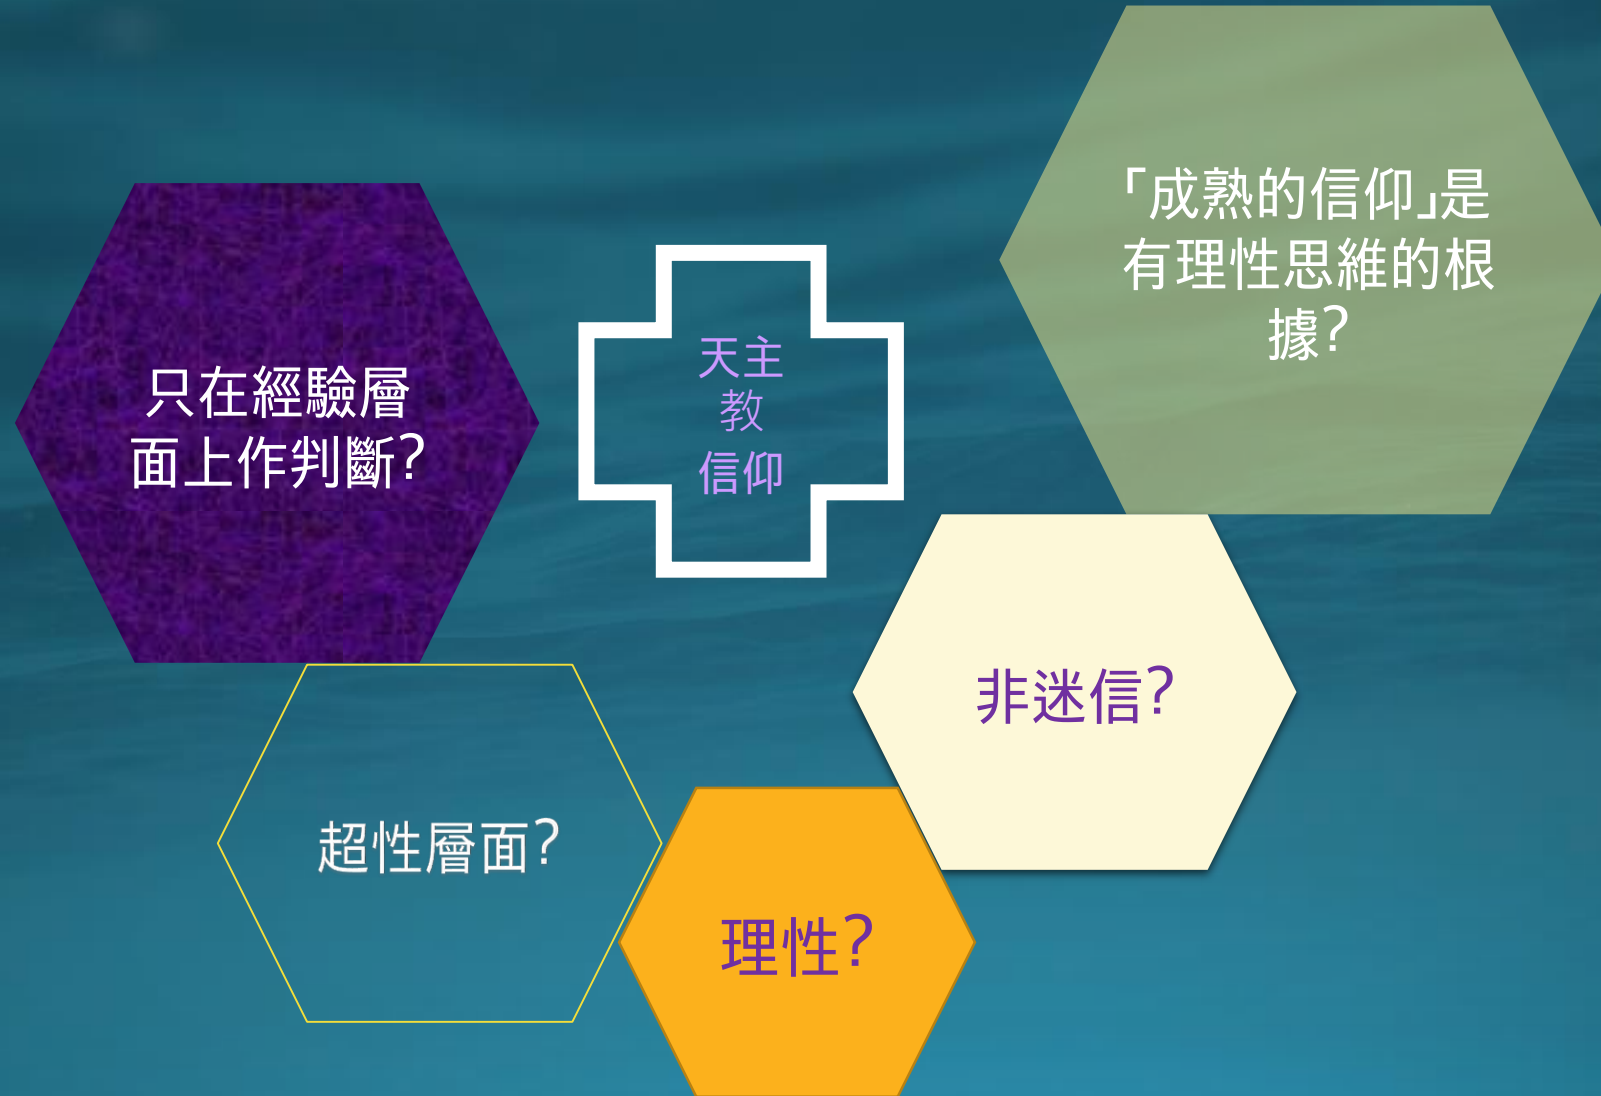 「成熟的信仰」是
有理性思維的根
據?
只在經驗層
面上作判斷?
天主
教
信仰
非迷信?
超性層面?
理性?